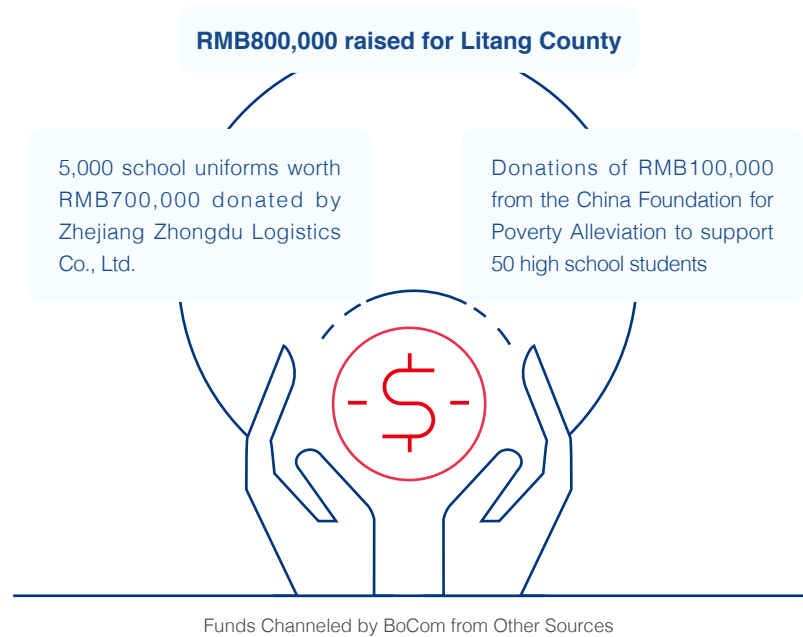 RMB800,000 raised for Litang County
5,000 school uniforms worth
RMB700,000 donated by
Zhejiang Zhongdu Logistics
Co., Ltd.
Donations of RMB100,000
from the China Foundation for
Poverty Alleviation to support
50 high school students
Funds Channeled by BoCom from Other Sources